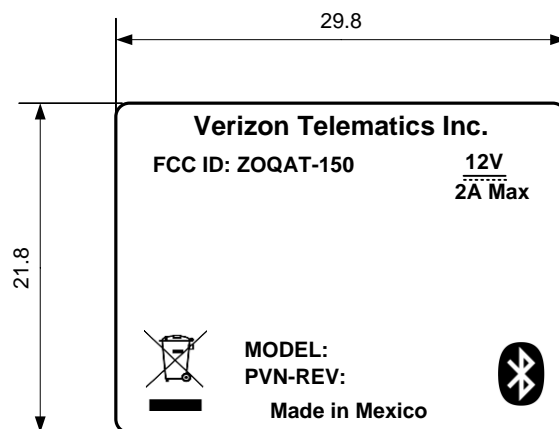 29.8
Verizon Telematics Inc.
FCC ID: ZOQAT-150
12V
2A Max
21.8
MODEL:
PVN-REV:
Made in Mexico